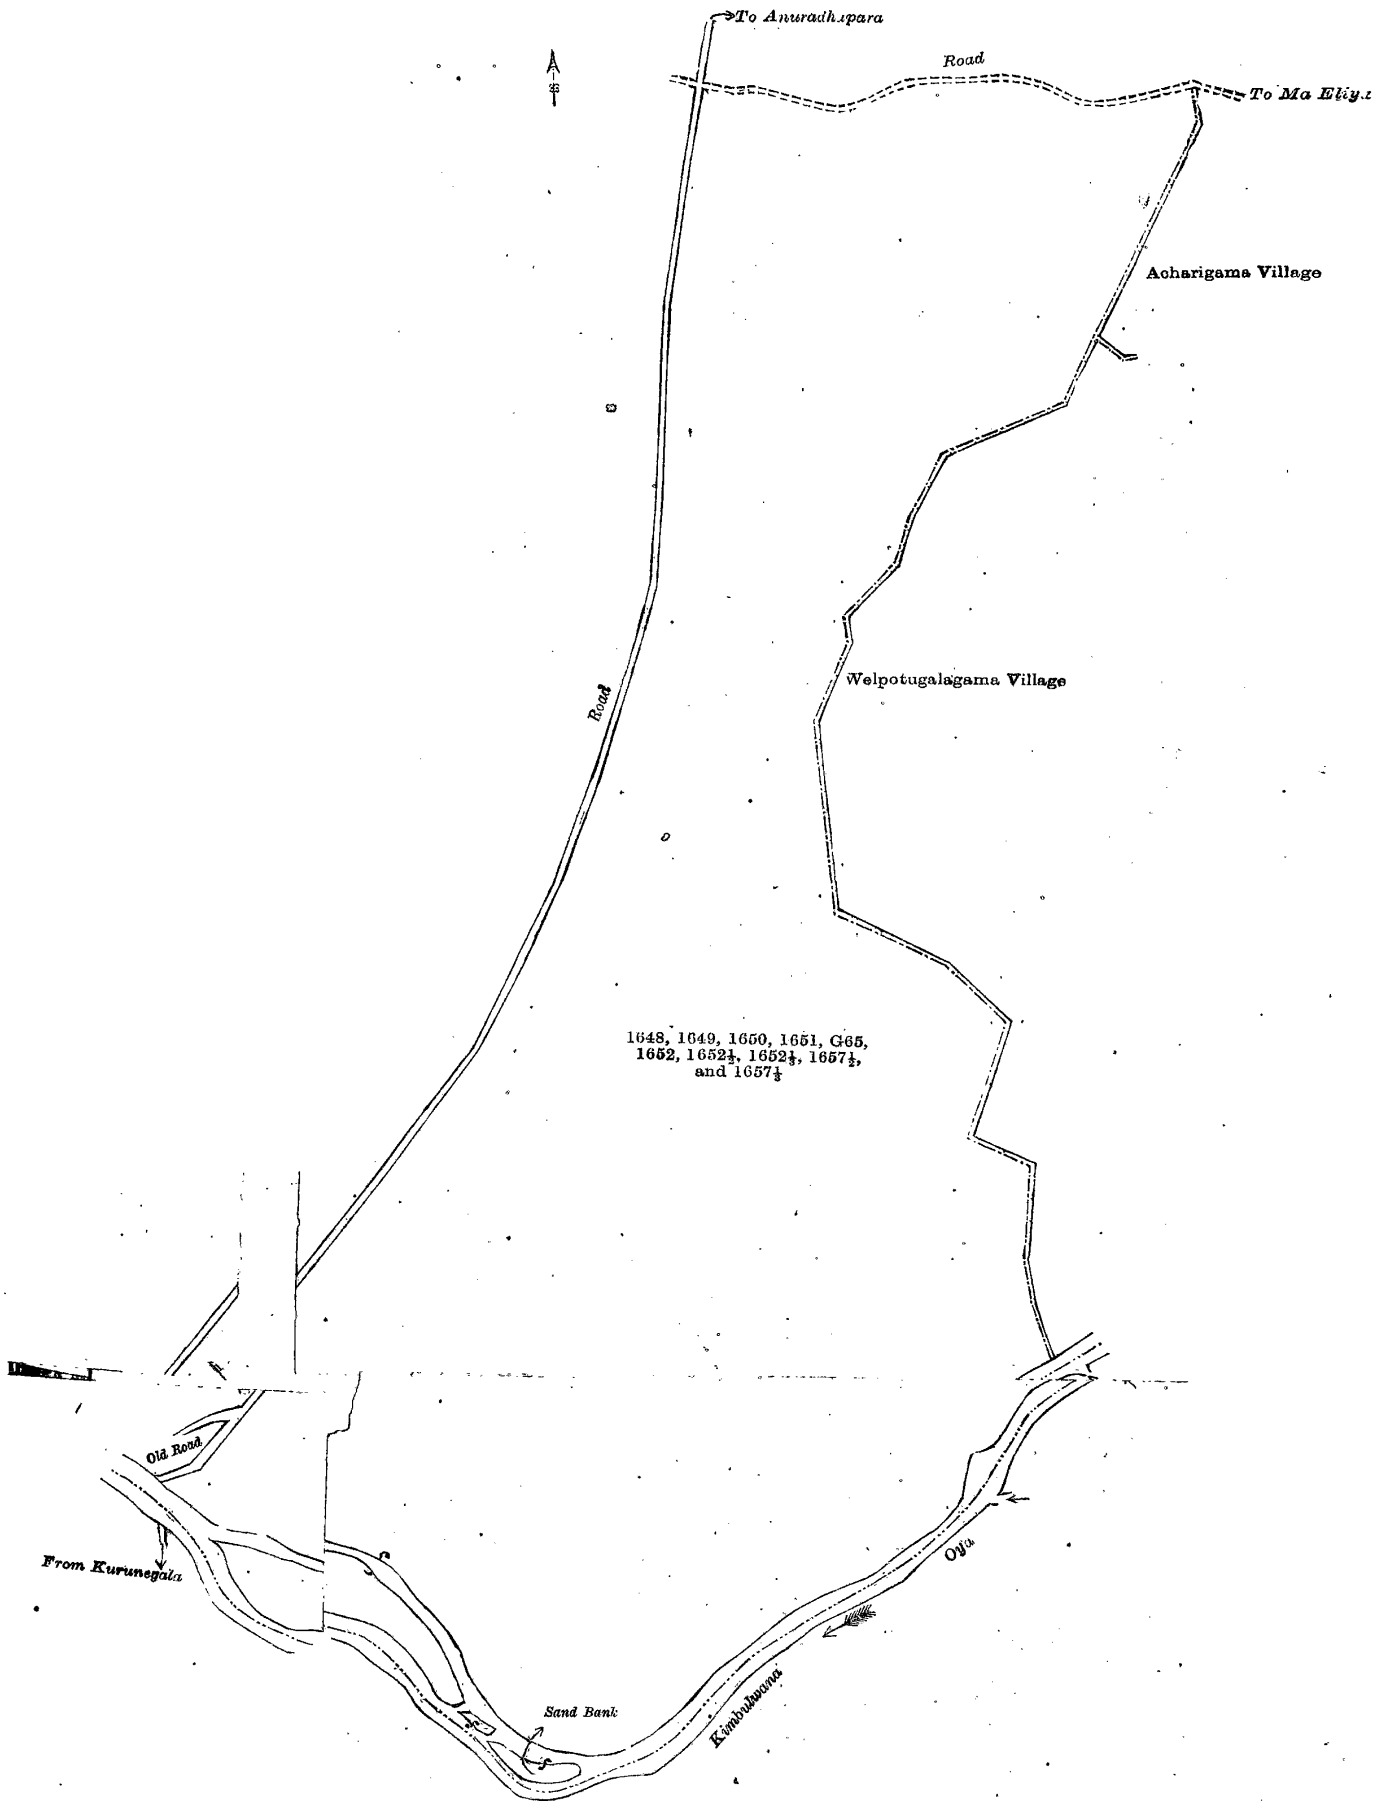 To Anuradhapara
Road
To Ma Eliya
Acharigama Village
Welpotugalagama Village
Road
1648, 1649, 1650, 1651, G65,
1652, 1652½, 1652⅓, 1657½,
and 1657⅓
Old Road
From Kurunegala
Oya
Kimbulwana
Sand Bank
S
S